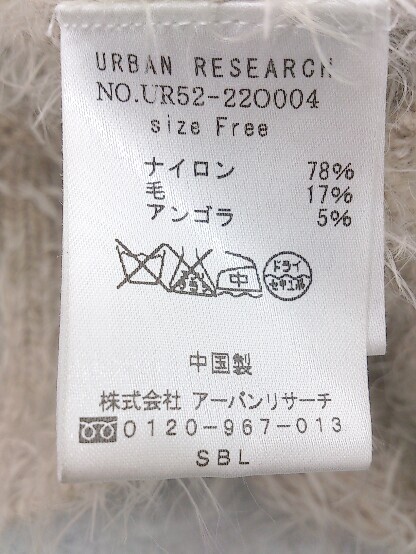 URBAN RESEARCH
NO.UR52-220004
size Free
ナイロン 78%
毛 17%
アンゴラ 5%
中 ドライ
セキユ系
中国製
株式会社 アーバンリサーチ
0120-967-013
SBL